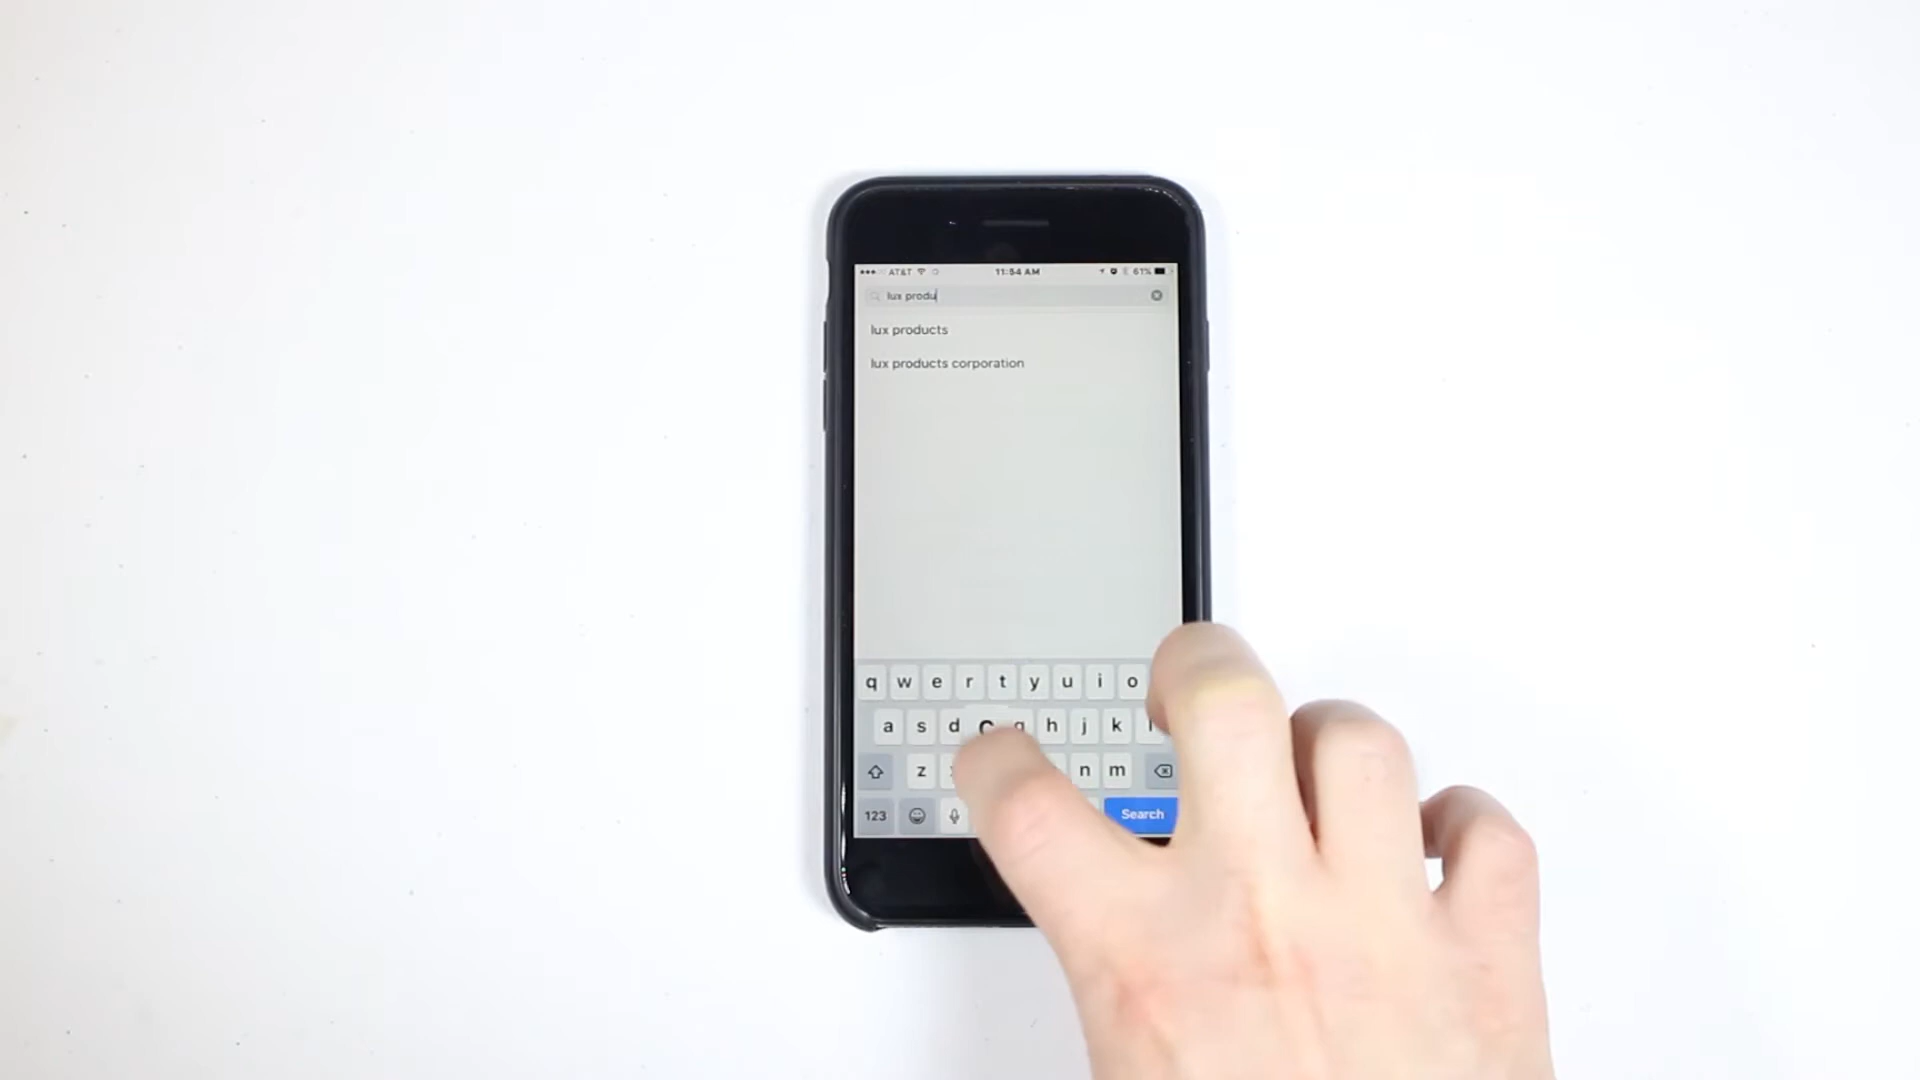 AT&T 11:54 AM 61%
lux produ
lux products
lux products corporation
q w e r t y u i o
a s d g h j k l
z n m
123 Search